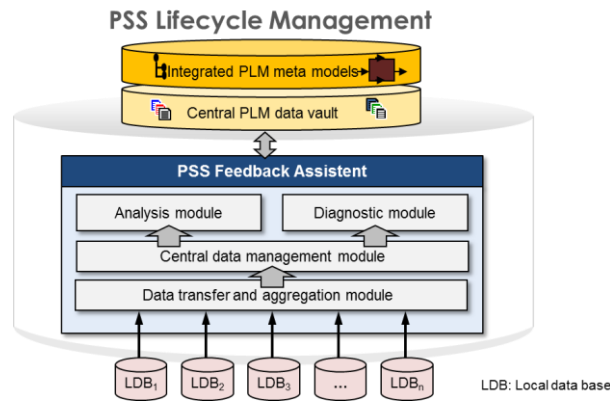 PSS Lifecycle Management
Integrated PLM meta models
Central PLM data vault
PSS Feedback Assistent
Analysis module
Diagnostic module
Central data management module
Data transfer and aggregation module
LDB₁
LDB₂
LDB₃
...
LDBₙ
LDB: Local data base